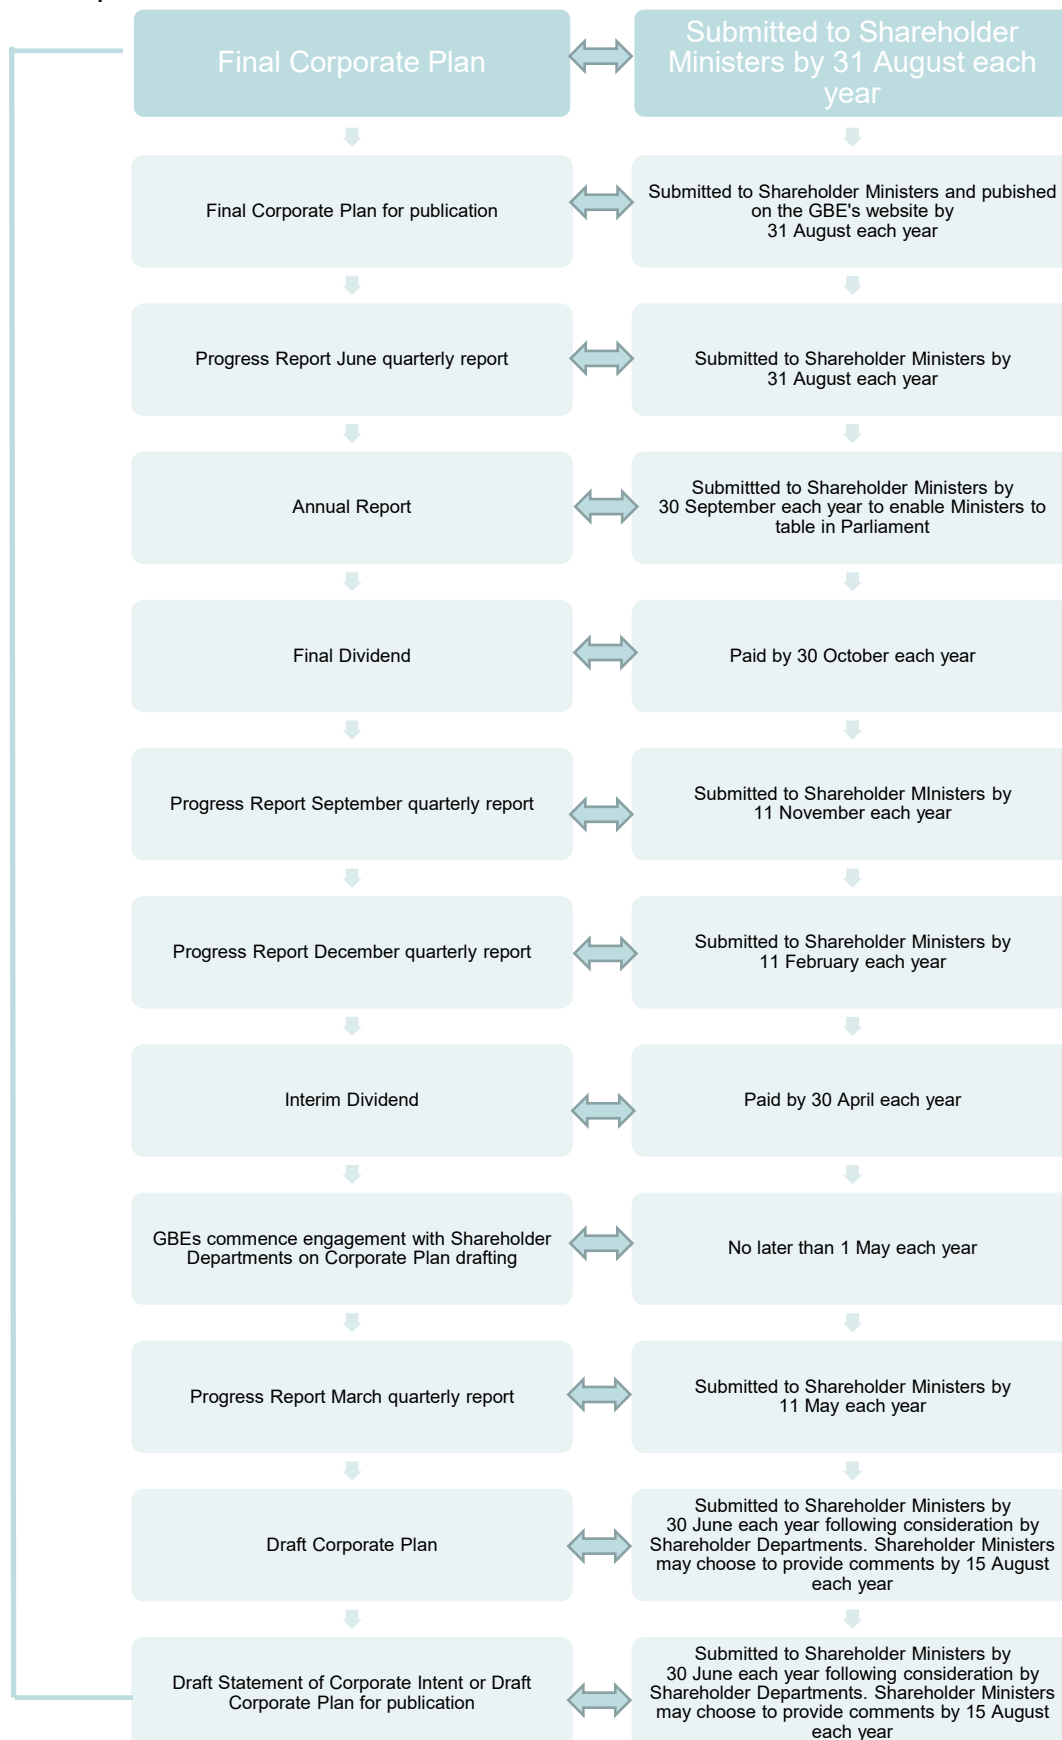 Final Corporate Plan
Submitted to Shareholder
Ministers by 31 August each
year
Final Corporate Plan for publication
Submitted to Shareholder Ministers and pubished
on the GBE's website by
31 August each year
Progress Report June quarterly report
Submitted to Shareholder Ministers by
31 August each year
Annual Report
Submittted to Shareholder Ministers by
30 September each year to enable Ministers to
table in Parliament
Final Dividend
Paid by 30 October each year
Progress Report September quarterly report
Submitted to Shareholder MInisters by
11 November each year
Progress Report December quarterly report
Submitted to Shareholder Ministers by
11 February each year
Interim Dividend
Paid by 30 April each year
GBEs commence engagement with Shareholder
Departments on Corporate Plan drafting
No later than 1 May each year
Progress Report March quarterly report
Submitted to Shareholder Ministers by
11 May each year
Draft Corporate Plan
Submitted to Shareholder Ministers by
30 June each year following consideration by
Shareholder Departments. Shareholder Ministers
may choose to provide comments by 15 August
each year
Draft Statement of Corporate Intent or Draft
Corporate Plan for publication
Submitted to Shareholder Ministers by
30 June each year following consideration by
Shareholder Departments. Shareholder Ministers
may choose to provide comments by 15 August
each year